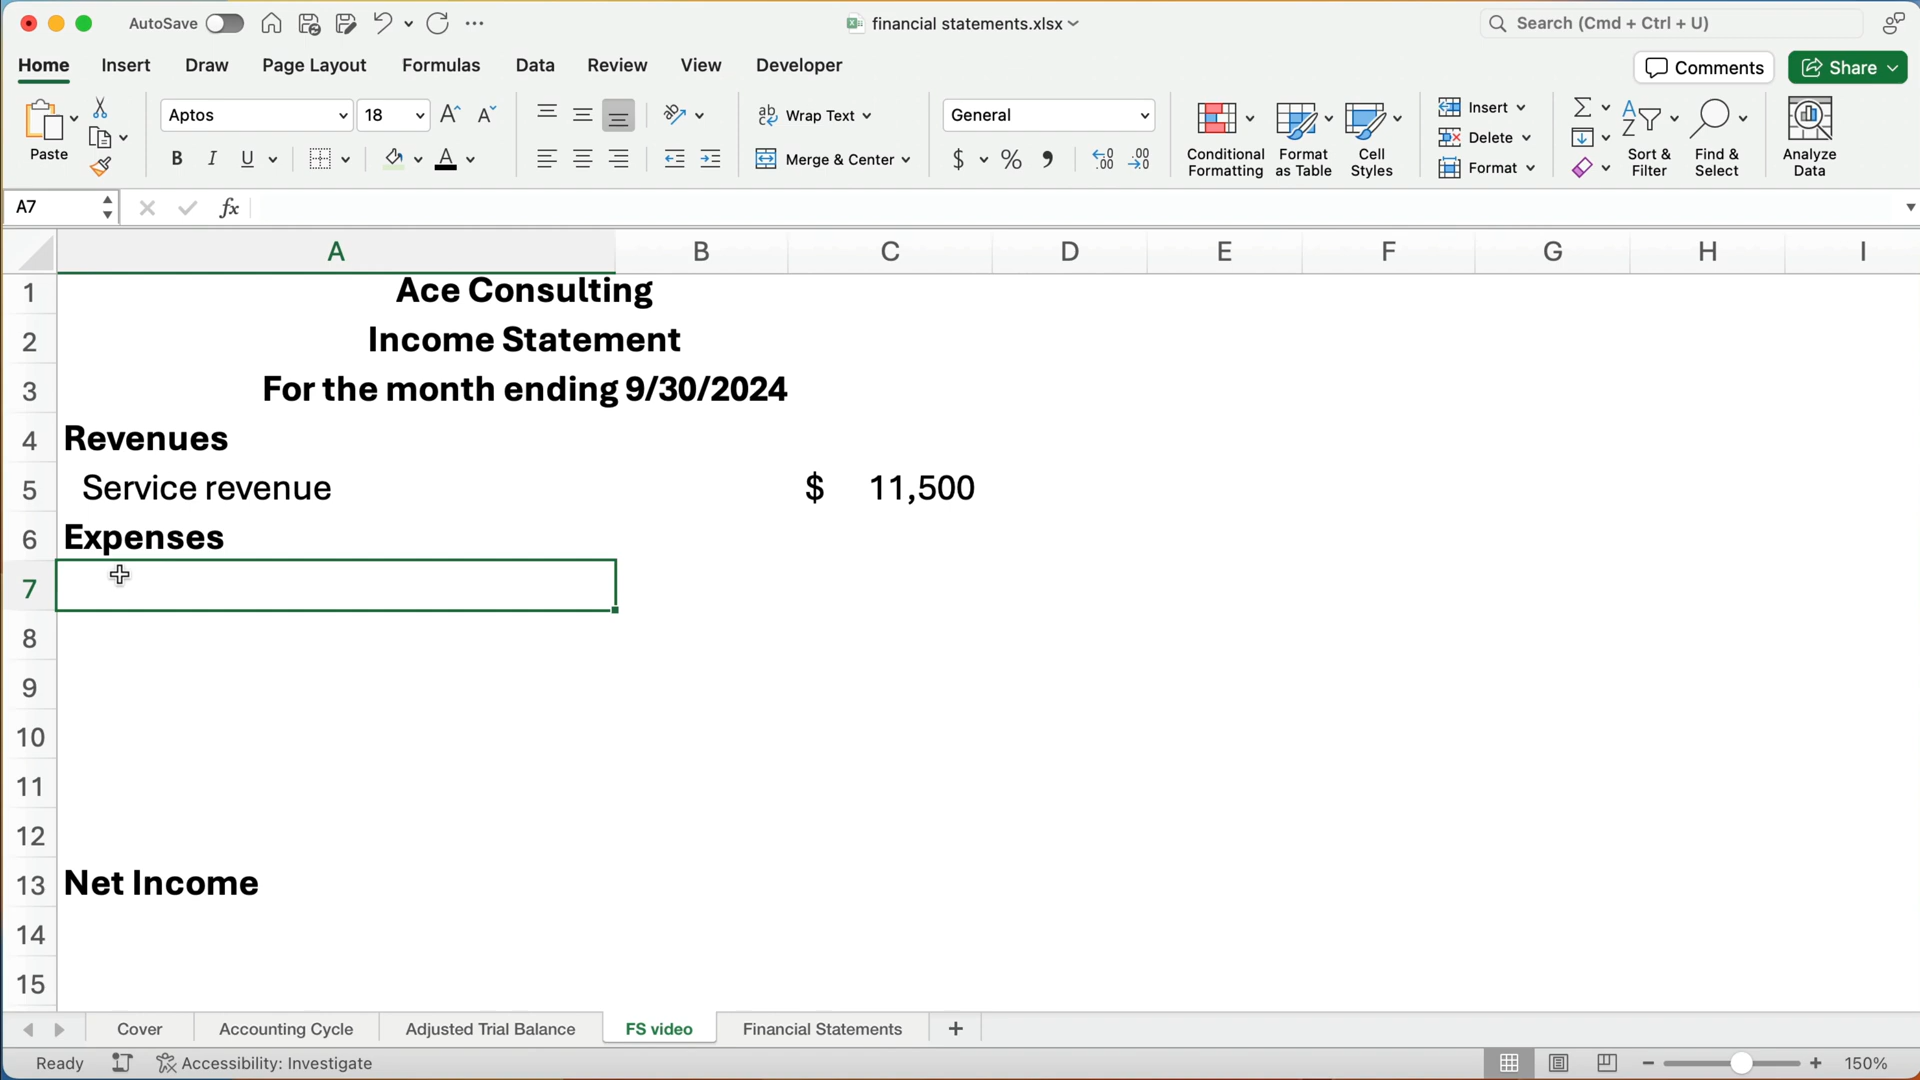 AutoSave
financial statements.xlsx
Search (Cmd + Ctrl + U)
Home Insert Draw Page Layout Formulas Data Review View Developer
Comments Share
Paste
Aptos 18
B I U A
ab Wrap Text
Merge & Center
General
$ % 9
Conditional Formatting
Format as Table
Cell Styles
Insert
Delete
Format
Sort & Filter
Find & Select
Analyze Data
A7 fx
A B C D E F G H I
1 Ace Consulting
2 Income Statement
3 For the month ending 9/30/2024
4 Revenues
5 Service revenue $ 11,500
6 Expenses
7
8
9
10
11
12
13 Net Income
14
15
Cover Accounting Cycle Adjusted Trial Balance FS video Financial Statements +
Ready Accessibility: Investigate 150%